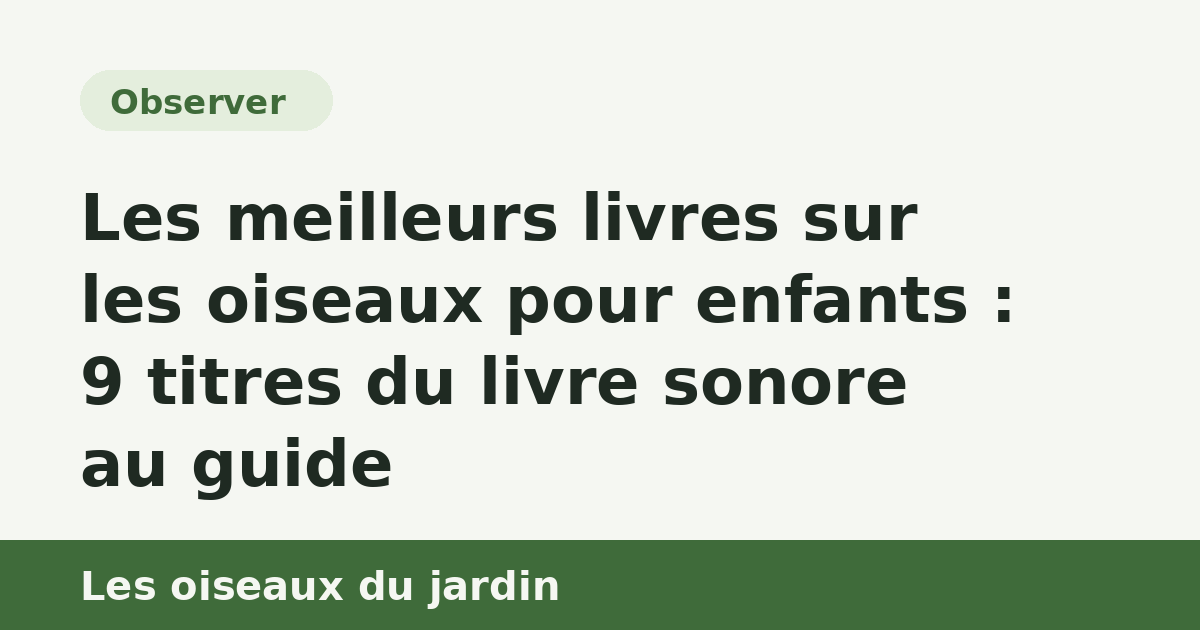 Observer
Les meilleurs livres sur
les oiseaux pour enfants :
9 titres du livre sonore
au guide
Les oiseaux du jardin